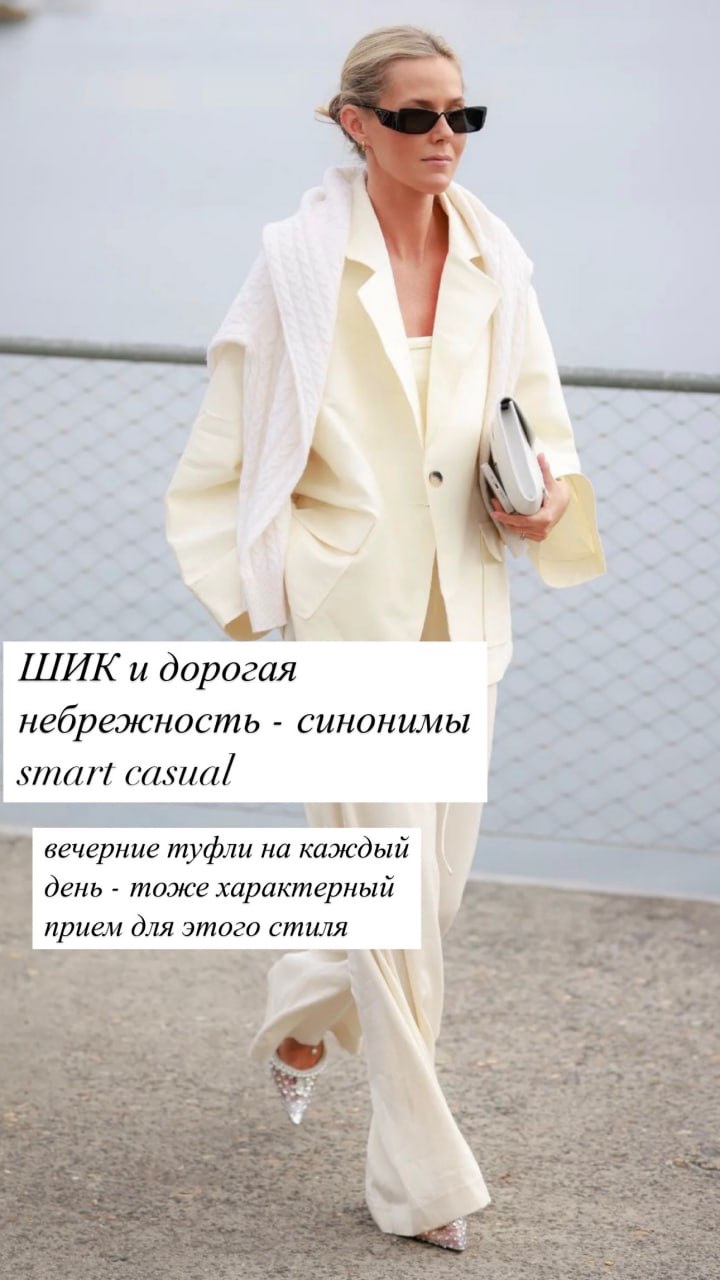 ШИК и дорогая
небрежность - синонимы
smart casual
вечерние туфли на каждый
день - тоже характерный
прием для этого стиля